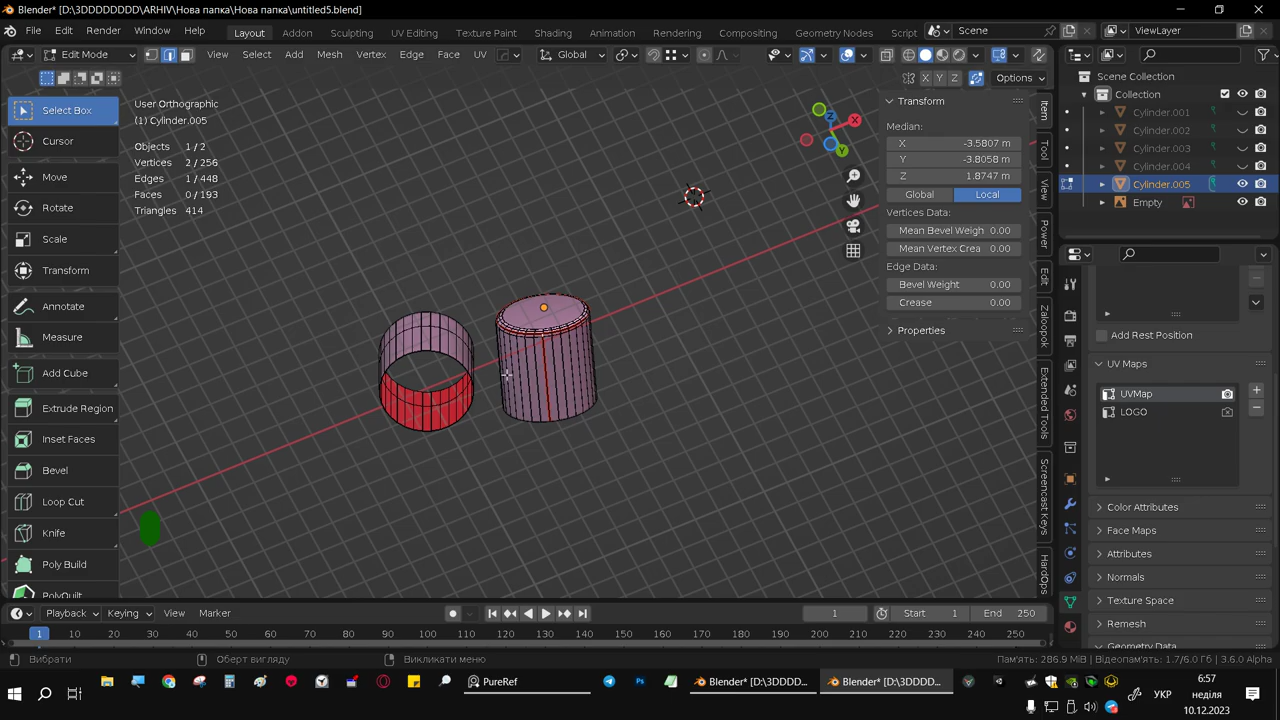 Blender* [D:\3DDDDDDDD\ARHIV\Нова папка\Нова папка\untitled5.blend]
File Edit Render Window Help Layout Addon Sculpting UV Editing Texture Paint Shading Animation Rendering Compositing Geometry Nodes Script Scene ViewLayer
Edit Mode View Select Add Mesh Vertex Edge Face UV Global
X Y Z Options
Select Box
Cursor
Move
Rotate
Scale
Transform
Annotate
Measure
Add Cube
Extrude Region
Inset Faces
Bevel
Loop Cut
Knife
Poly Build
PolyQuilt
User Orthographic
(1) Cylinder.005
Objects 1/2
Vertices 2/256
Edges 1/448
Faces 0/193
Triangles 414
Z X Y
Transform
Median:
X -3.5807 m
Y -3.8058 m
Z 1.8747 m
Global Local
Vertices Data:
Mean Bevel Weigh 0.00
Mean Vertex Crea 0.00
Edge Data:
Bevel Weight 0.00
Crease 0.00
Properties
Item
Tool
View
Power
Edit
Zaloopok
Extended Tools
Screencast Keys
HardOps
Scene Collection
Collection
Cylinder.001
Cylinder.002
Cylinder.003
Cylinder.004
Cylinder.005
Empty
Add Rest Position
UV Maps
UVMap
LOGO
Color Attributes
Face Maps
Attributes
Normals
Texture Space
Remesh
Geometry Data
Playback Keying View Marker 1 Start 1 End 250
1 10 20 30 40 50 60 70 80 90 100 110 120 130 140 150 160 170 180 190 200 210 220 230 240 250
Вибрати Оберт вигляду Викликати меню Пам'ять: 286.9 MiB | Відеопам'ять: 1.7/6.0 Гб | 3.6.0 Alpha
PureRef Blender* [D:\3DDDD... Blender* [D:\3DDDD...
УКР
6:57
неділя
10.12.2023